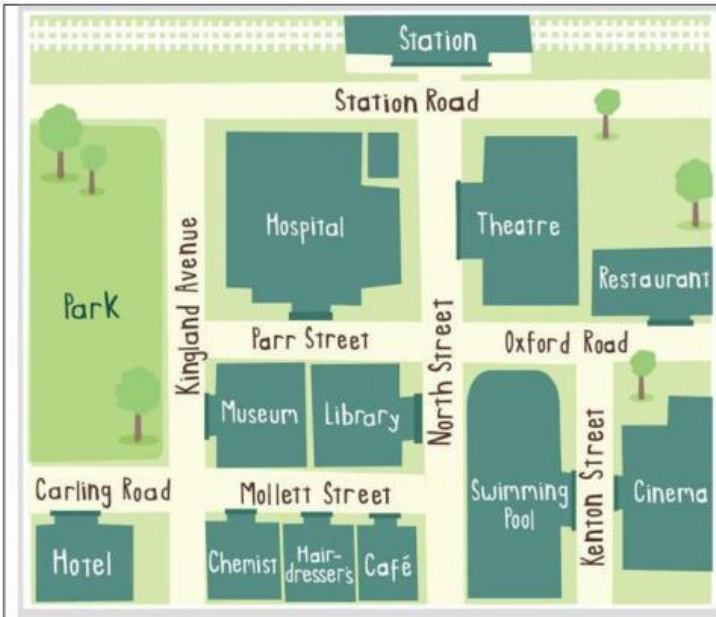 Station
Station Road
Hospital
Theatre
Restaurant
Park
Kingland Avenue
Parr Street
North Street
Oxford Road
Museum
Library
Carling Road
Mollett Street
Swimming
Pool
Kenton Street
Cinema
Hotel
Chemist
Hair-
dresser's
Café